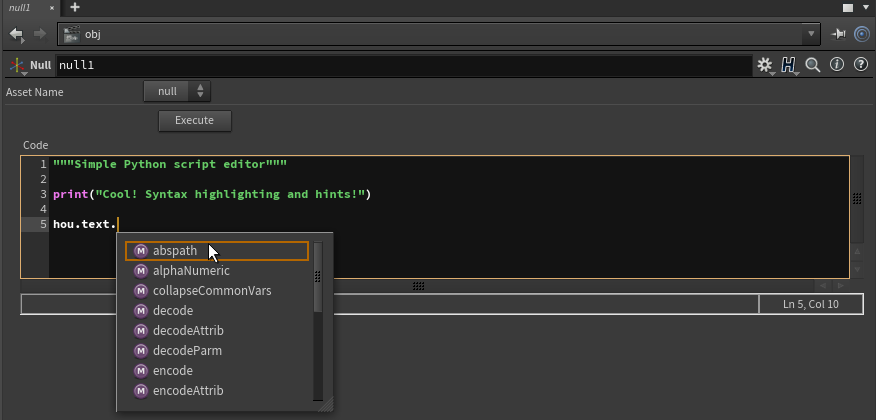 null1 × +
obj
Null null1
Asset Name null
Execute
Code
1 """Simple Python script editor"""
2
3 print("Cool! Syntax highlighting and hints!")
4
5 hou.text.
M abspath
M alphaNumeric
M collapseCommonVars
M decode
Ln 5, Col 10
M decodeAttrib
M decodeParm
M encode
M encodeAttrib